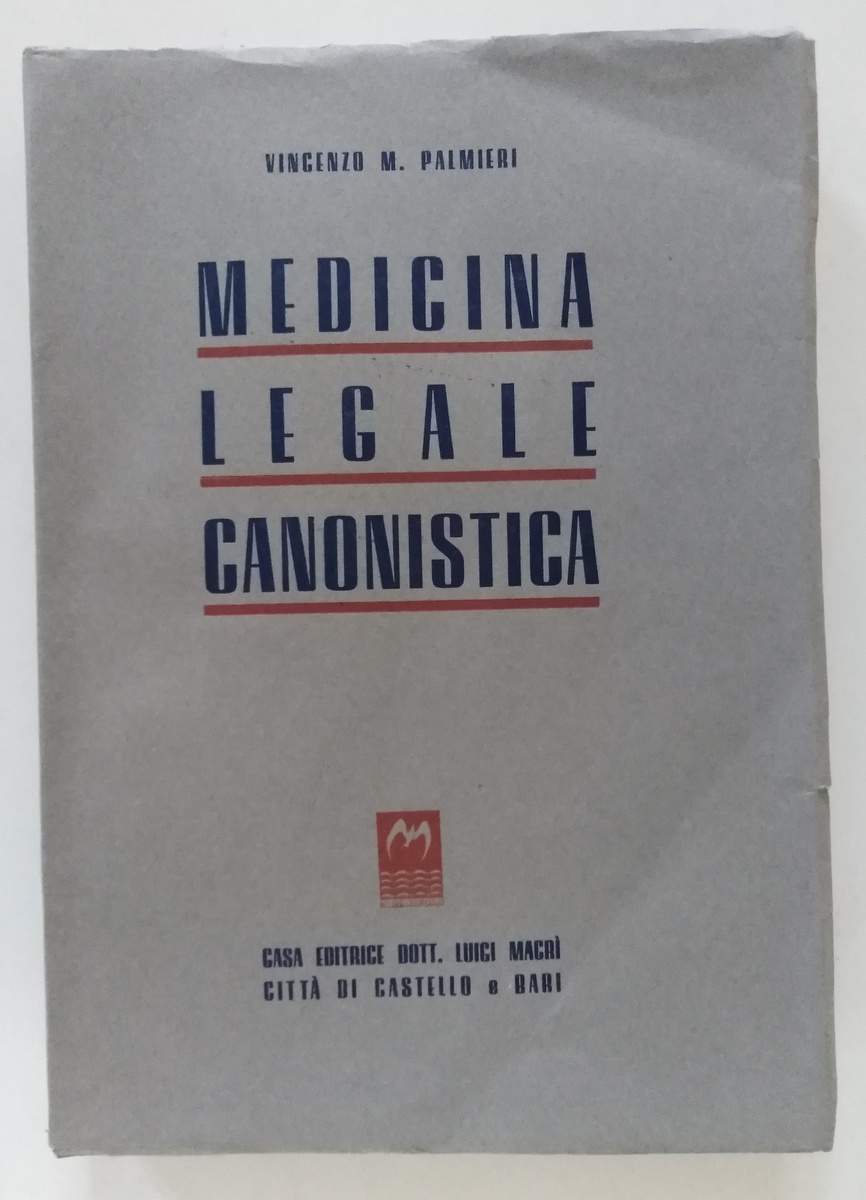 VINCENZO M. PALMIERI
MEDICINA
LEGALE
CANONISTICA
CASA EDITRICE DOTT. LUIGI MACRÌ
CITTÀ DI CASTELLO e BARI